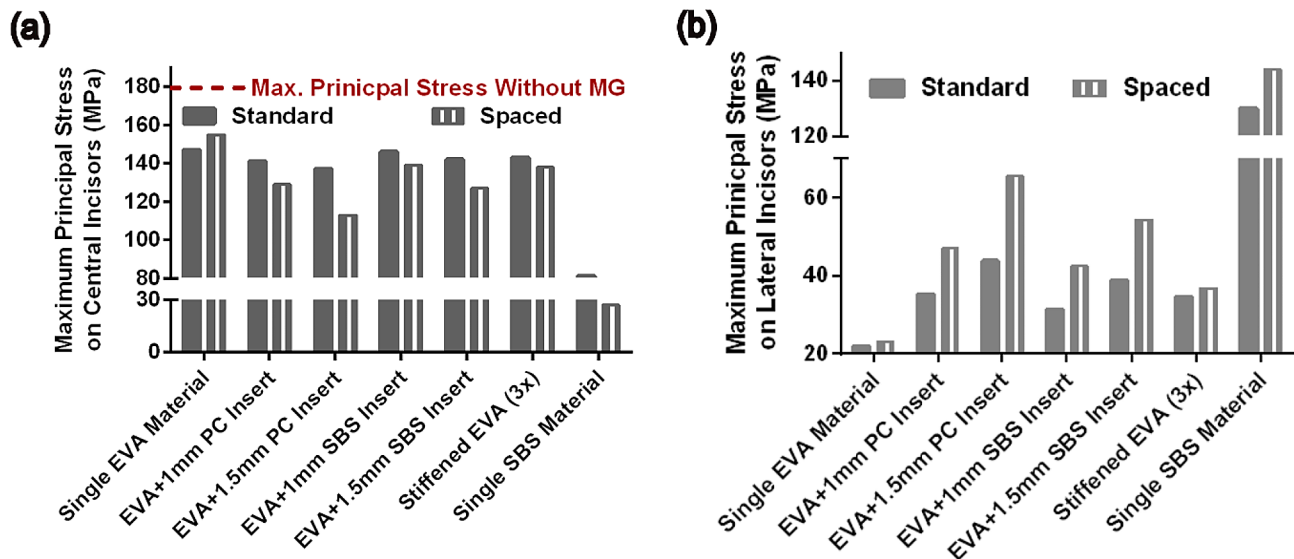 (a)
Maximum Principal Stress
on Central Incisors (MPa)
180
160
140
120
100
80
30
0
Max. Prinicpal Stress Without MG
Standard
Spaced
Single EVA Material
EVA+1mm PC Insert
EVA+1.5mm PC Insert
EVA+1mm SBS Insert
EVA+1.5mm SBS Insert
Stiffened EVA (3x)
Single SBS Material
(b)
Maximum Prinicpal Stress
on Lateral Incisors (MPa)
140
120
60
40
20
Standard
Spaced
Single EVA Material
EVA+1mm PC Insert
EVA+1.5mm PC Insert
EVA+1mm SBS Insert
EVA+1.5mm SBS Insert
Stiffened EVA (3x)
Single SBS Material